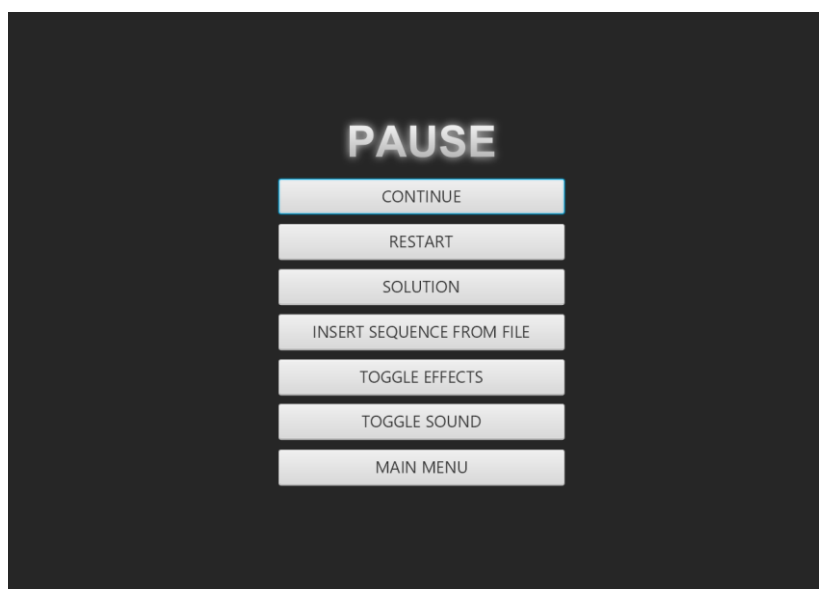 PAUSE
CONTINUE
RESTART
SOLUTION
INSERT SEQUENCE FROM FILE
TOGGLE EFFECTS
TOGGLE SOUND
MAIN MENU